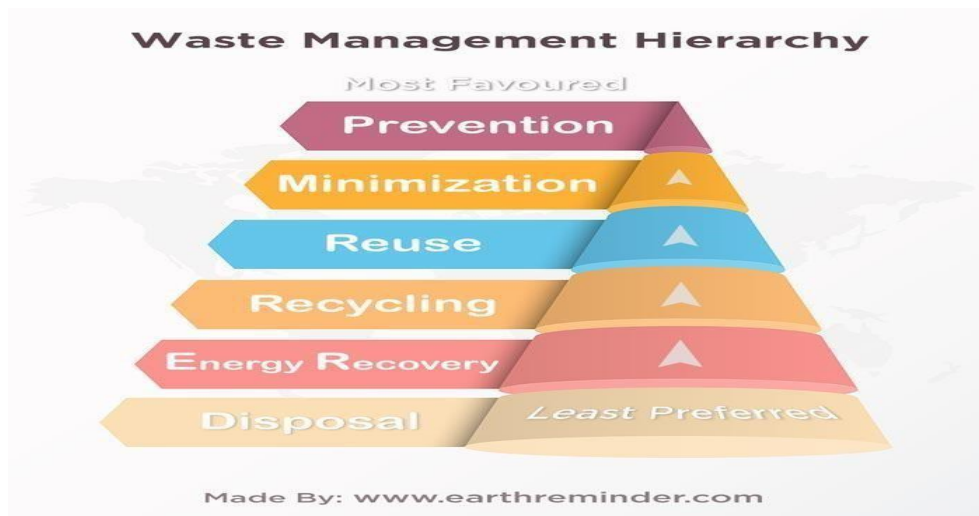 Waste Management Hierarchy
Most Favoured
Prevention
Minimization
Reuse
Recycling
Energy Recovery
Disposal
Least Preferred
Made By: www.earthreminder.com